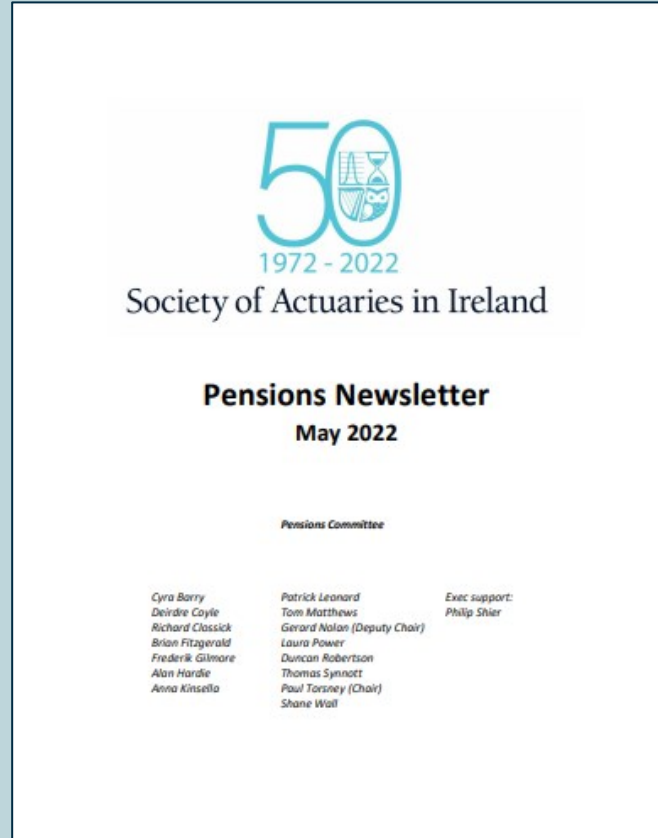 50
1972 - 2022
Society of Actuaries in Ireland
Pensions Newsletter
May 2022
Pensions Committee
Cyra Barry
Deirdre Coyle
Richard Classick
Brian Fitzgerald
Frederik Gilmore
Alan Hardie
Anna Kinsella
Patrick Leonard
Tom Matthews
Gerard Nolan (Deputy Chair)
Laura Power
Duncan Robertson
Thomas Synnott
Paul Torsney (Chair)
Shane Wall
Exec support:
Philip Shier